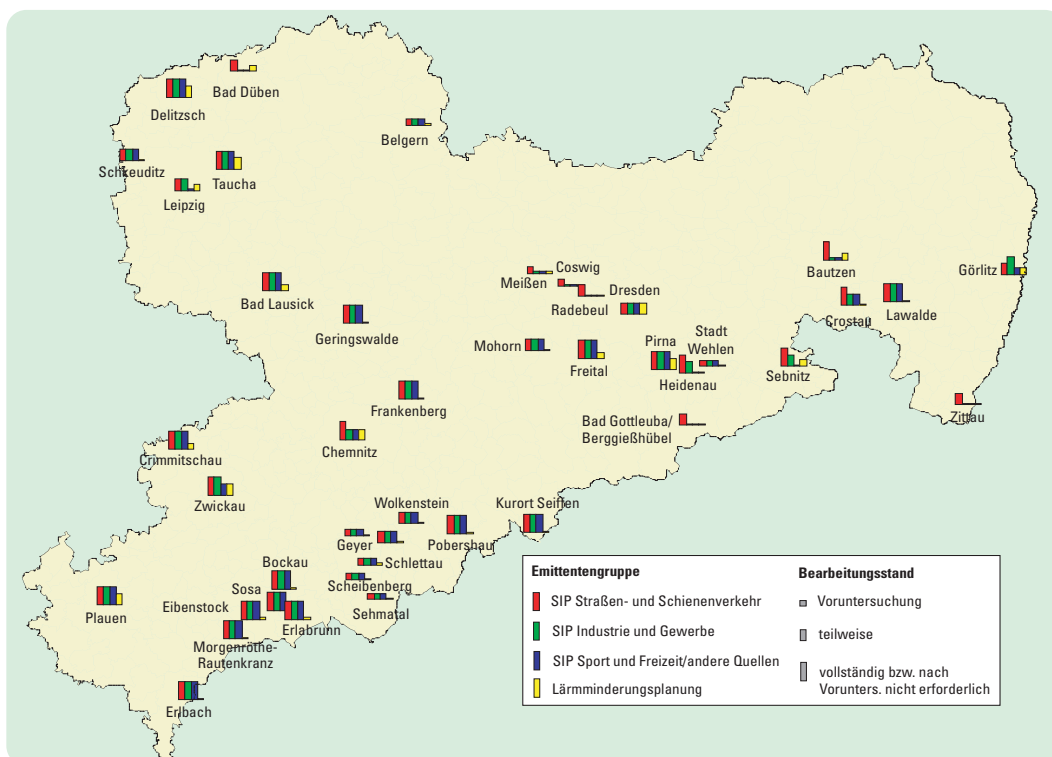 Bad Düben
Delitzsch
Belgern
Schkeuditz
Taucha
Leipzig
Bautzen
Coswig
Meißen
Görlitz
Bad Lausick
Radebeul
Dresden
Crostau
Lawalde
Geringswalde
Stadt
Wehlen
Mohorn
Pirna
Freital
Heidenau
Sebnitz
Frankenberg
Zittau
Bad Gottleuba/
Berggießhübel
Chemnitz
Crimmitschau
Zwickau
Wolkenstein
Kurort Seiffen
Geyer
Pobershau
Schlettau
Bockau
Scheibenberg
Sosa
Sehmatal
Eibenstock
Plauen
Erlabrunn
Morgenröthe-
Rautenkranz
Erlbach
Emittentengruppe
SIP Straßen- und Schienenverkehr
SIP Industrie und Gewerbe
SIP Sport und Freizeit/andere Quellen
Lärmminderungsplanung
Bearbeitungsstand
Voruntersuchung
teilweise
vollständig bzw. nach
Vorunters. nicht erforderlich